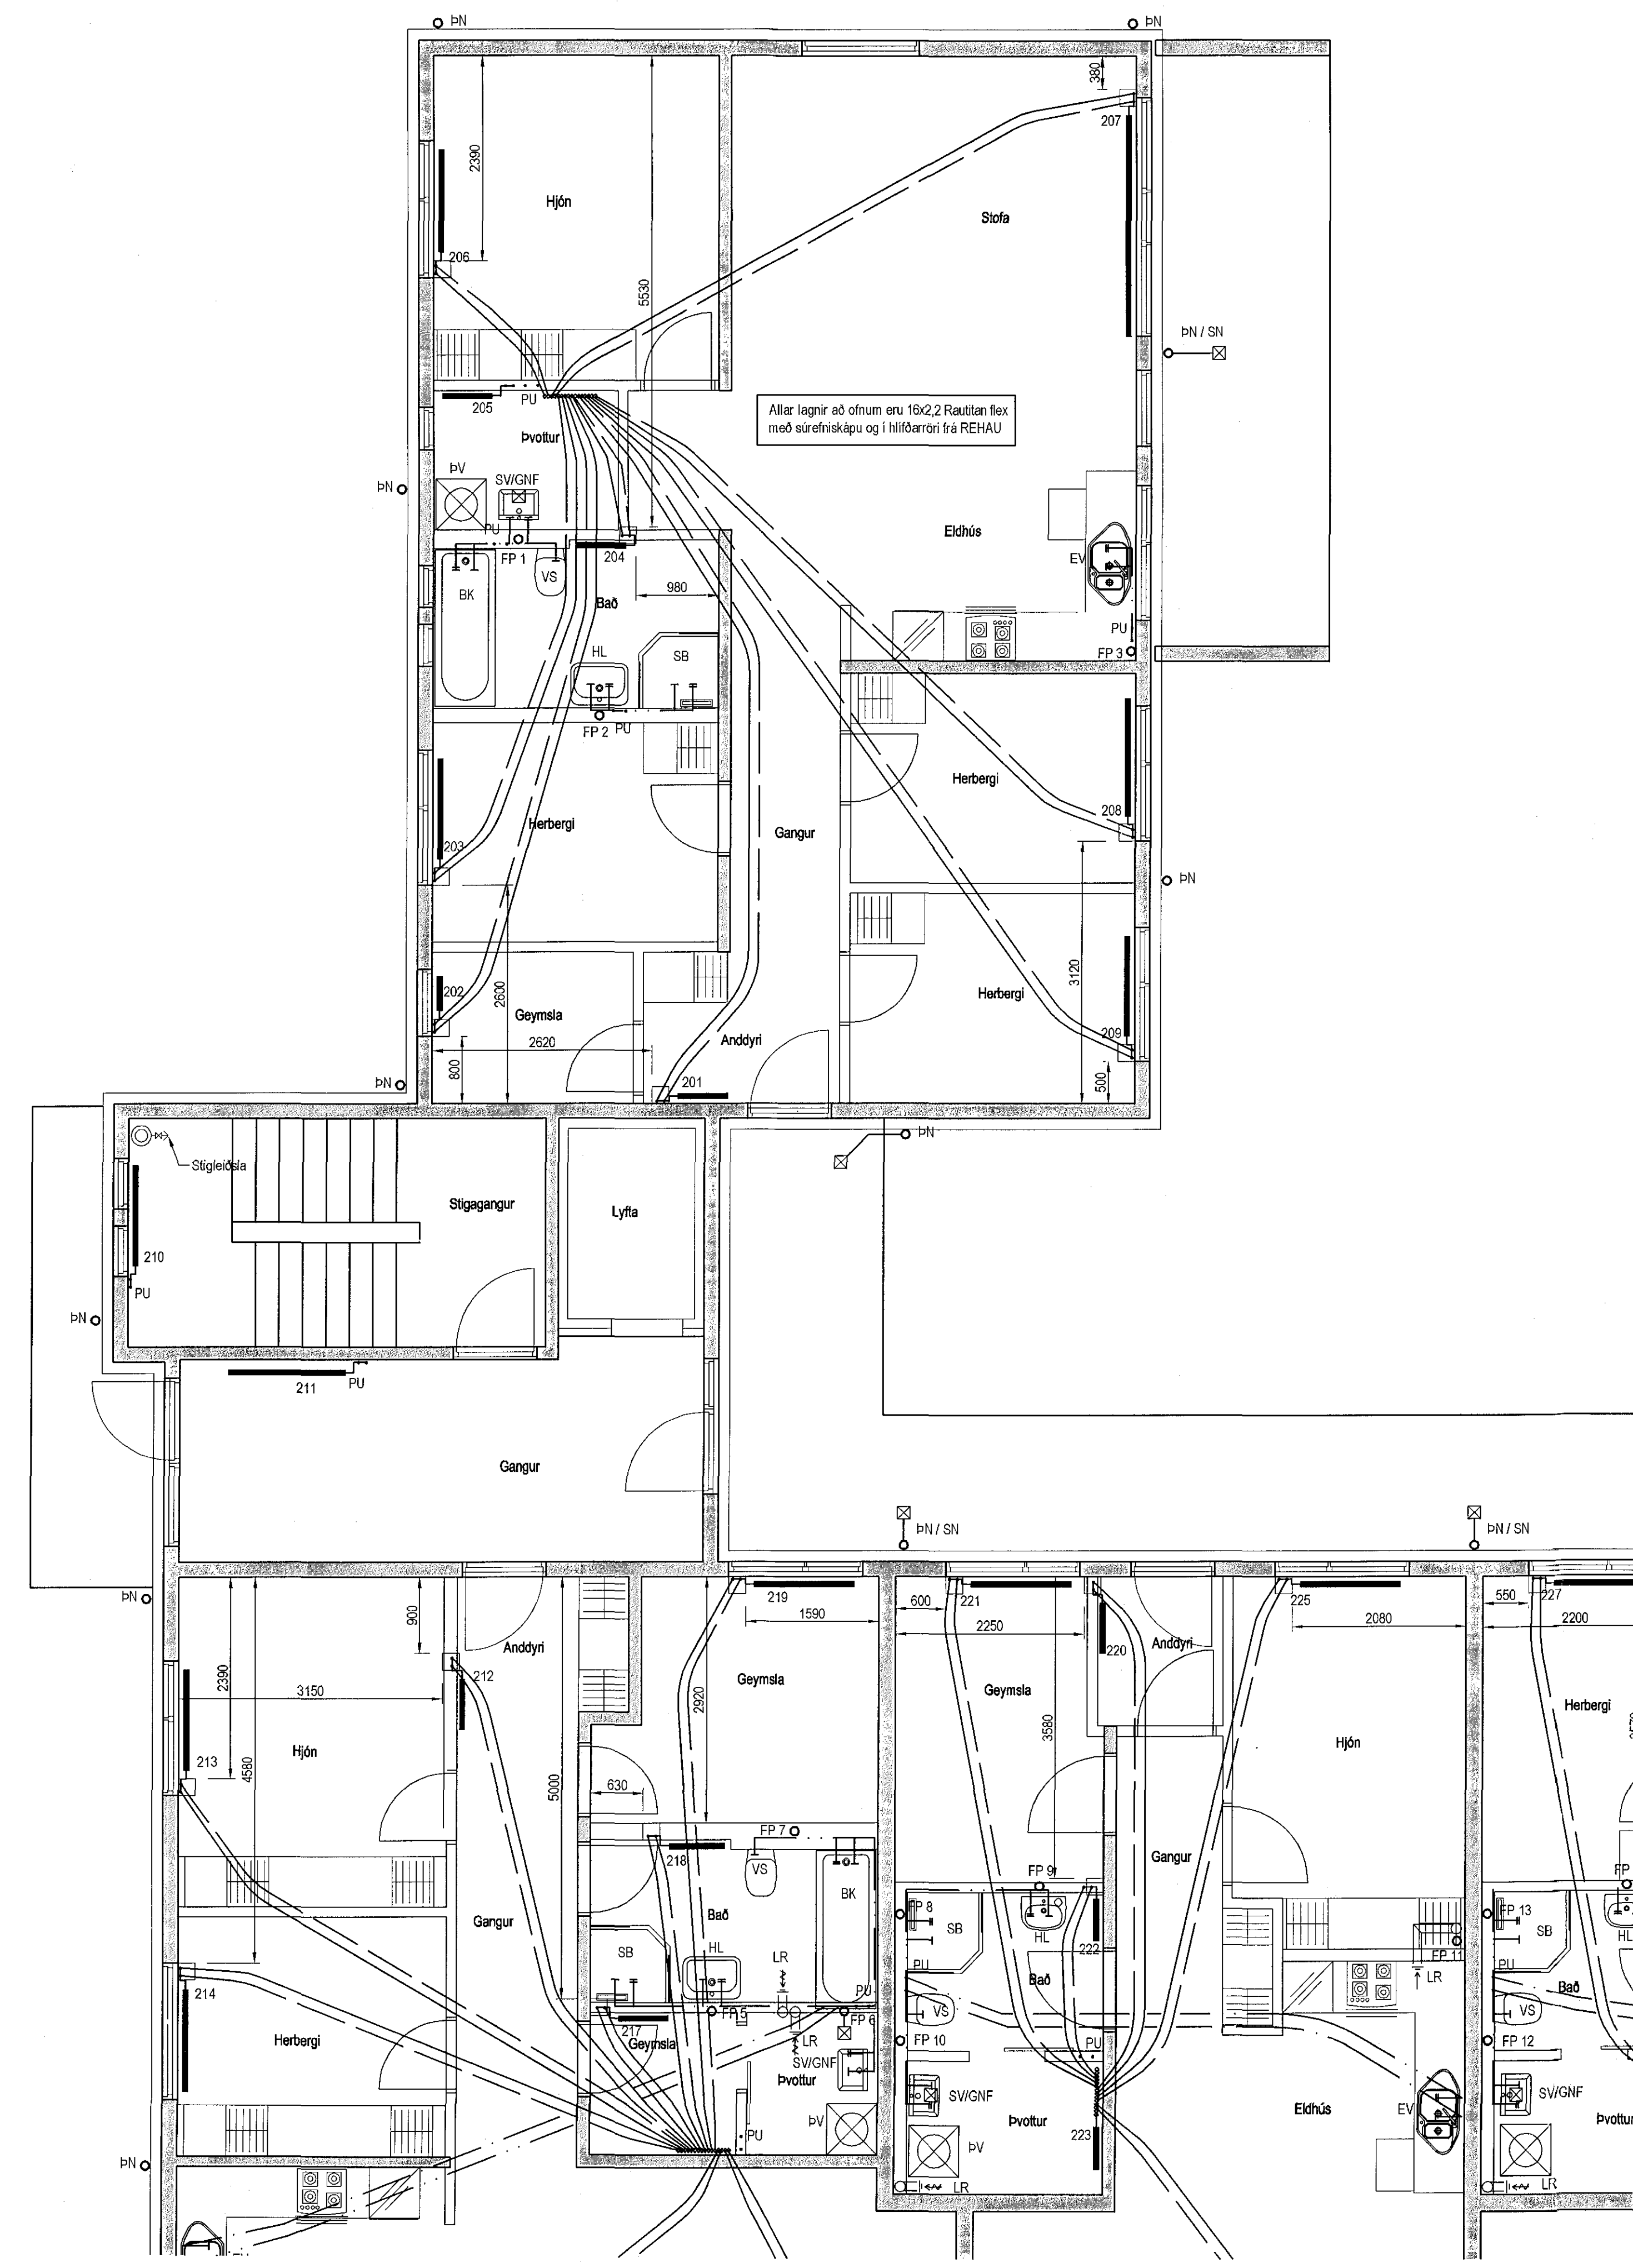 ÞN
ÞN
380
207
2390
Hjón
Stofa
206
5530
ÞN / SN
205
PU
Allar lagnir að ofnum eru 16x2,2 Rautitan flex
með súrefniskápu og í hlífðarröri frá REHAU
Þvottur
ÞV
SV/GNF
ÞN
PU
FP 1
204
Eldhús
EV
VS
BK
980
Bað
PU
HL
SB
FP 3
FP 2
PU
Herbergi
208
203
Herbergi
Gangur
ÞN
202
2600
Geymsla
Herbergi
3120
2620
Anddyri
209
800
201
500
ÞN
ÞN
Stigleiðsla
Stigagangur
Lyfta
210
PU
ÞN
211
PU
Gangur
ÞN / SN
ÞN / SN
ÞN
900
219
600
221
225
550
227
1590
2250
2080
2200
Anddyri
Anddyri
220
212
2390
3150
Geymsla
2920
Geymsla
3580
Herbergi
Hjón
213
4580
Hjón
5000
630
FP 7
218
VS
BK
Gangur
FP 9
FP
Gangur
Bað
FP 8
SB
HL
222
FP 11
FP 13
SB
HL
SB
HL
LR
PU
PU
Bað
LR
PU
Bað
214
VS
VS
217
FP 5
FP 6
Herbergi
Geymsla
LR
FP 10
PU
FP 12
SV/GNF
Þvottur
SV/GNF
SV/GNF
ÞV
PU
Þvottur
223
Eldhús
EV
Þvottur
ÞV
ÞN
LR
LR